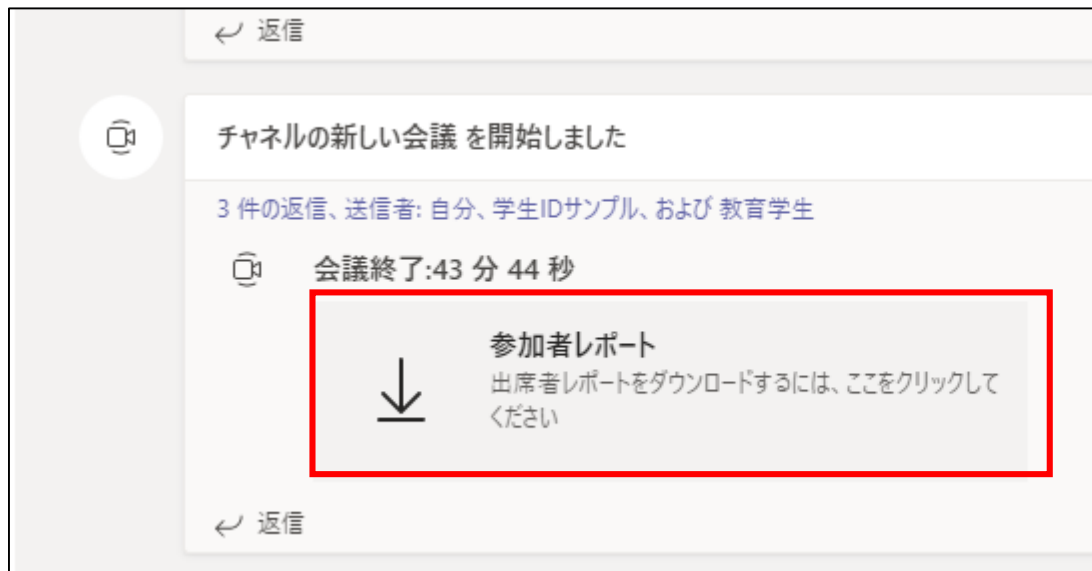 返信
チャネルの新しい会議 を開始しました
3 件の返信、送信者: 自分、学生IDサンプル、および 教育学生
会議終了:43 分 44 秒
参加者レポート
出席者レポートをダウンロードするには、ここをクリックして
ください
返信